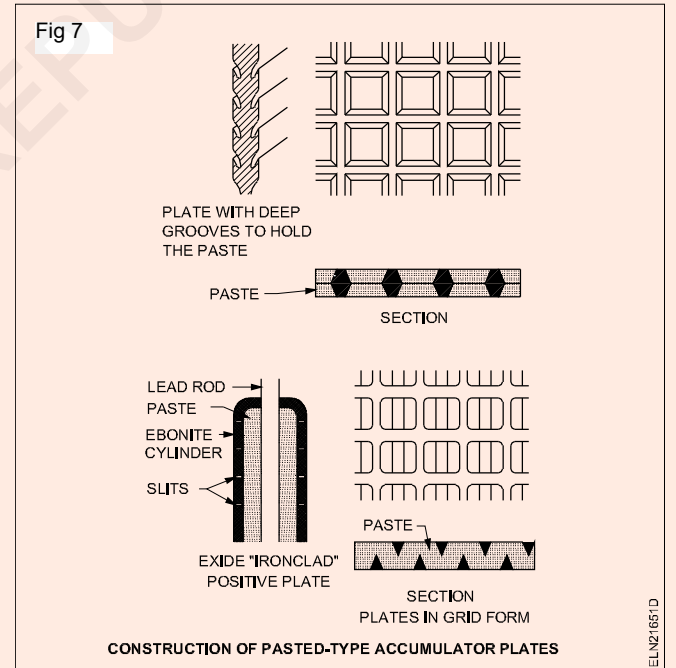 Fig 7
PLATE WITH DEEP
GROOVES TO HOLD
THE PASTE
PASTE
SECTION
LEAD ROD
PASTE
EBONITE
CYLINDER
SLITS
EXIDE "IRONCLAD"
POSITIVE PLATE
PASTE
SECTION
PLATES IN GRID FORM
CONSTRUCTION OF PASTED-TYPE ACCUMULATOR PLATES
ELN21651D